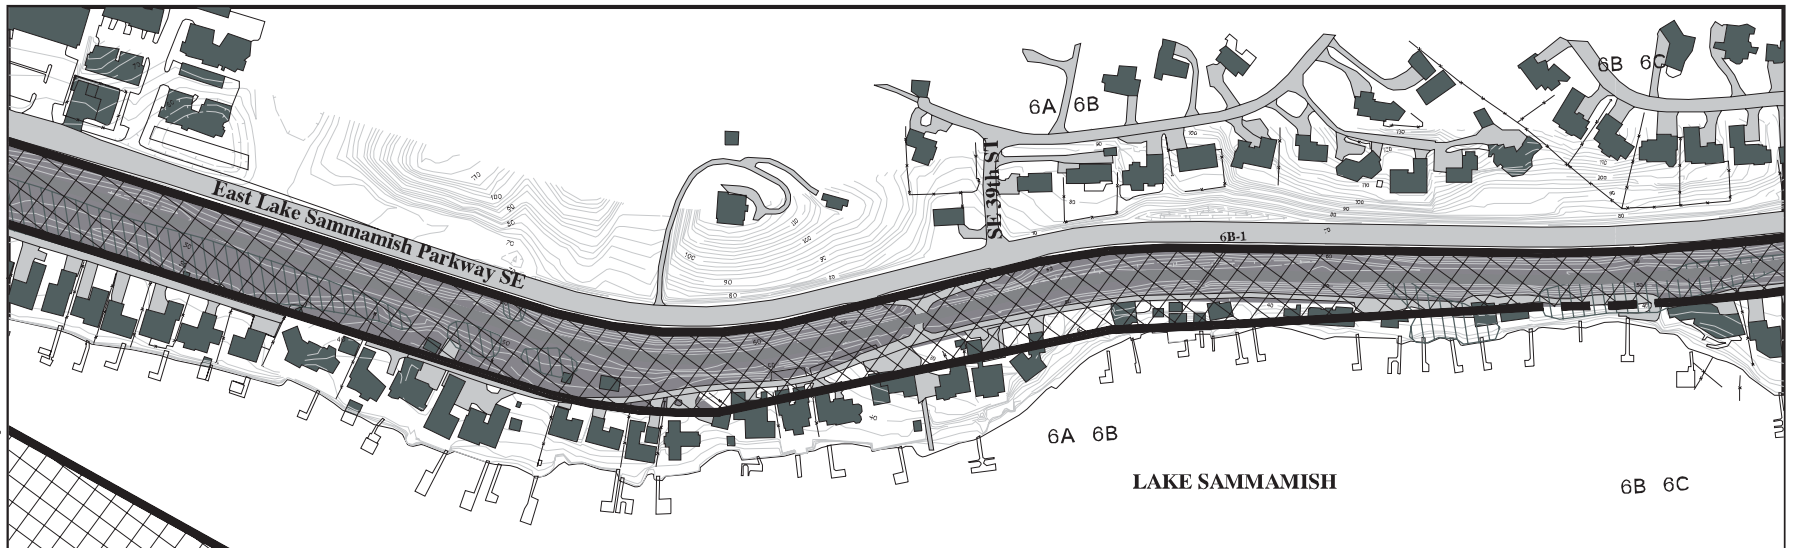 6B 6C
6A 6B
SE 39th ST
East Lake Sammamish Parkway SE
6B-1
6A 6B
LAKE SAMMAMISH
6B 6C